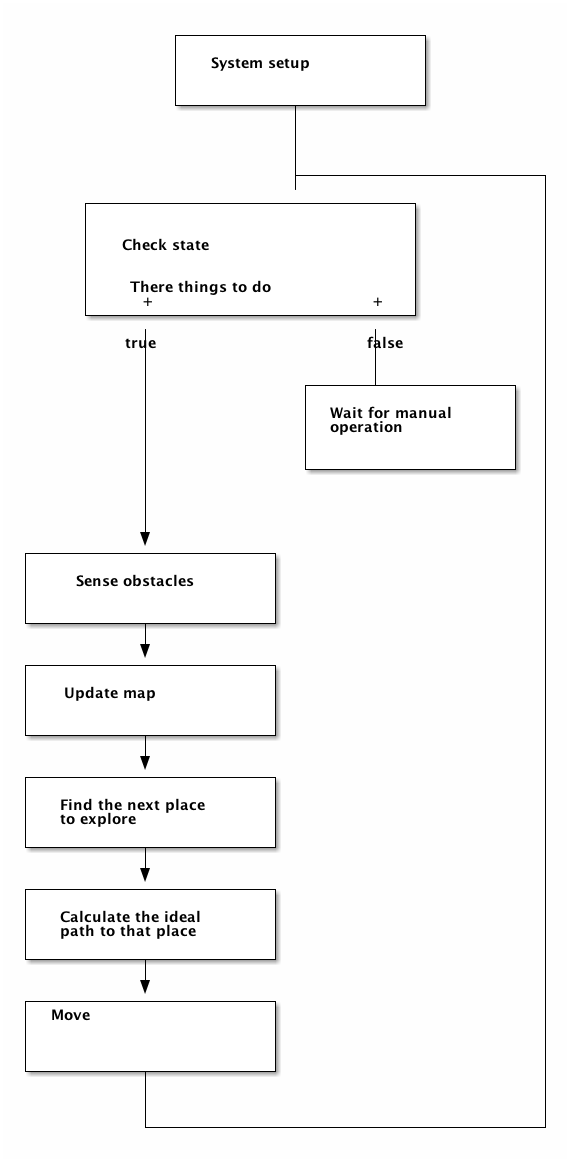 System setup
Check state
There things to do
+ +
true false
Wait for manual
operation
Sense obstacles
Update map
Find the next place
to explore
Calculate the ideal
path to that place
Move